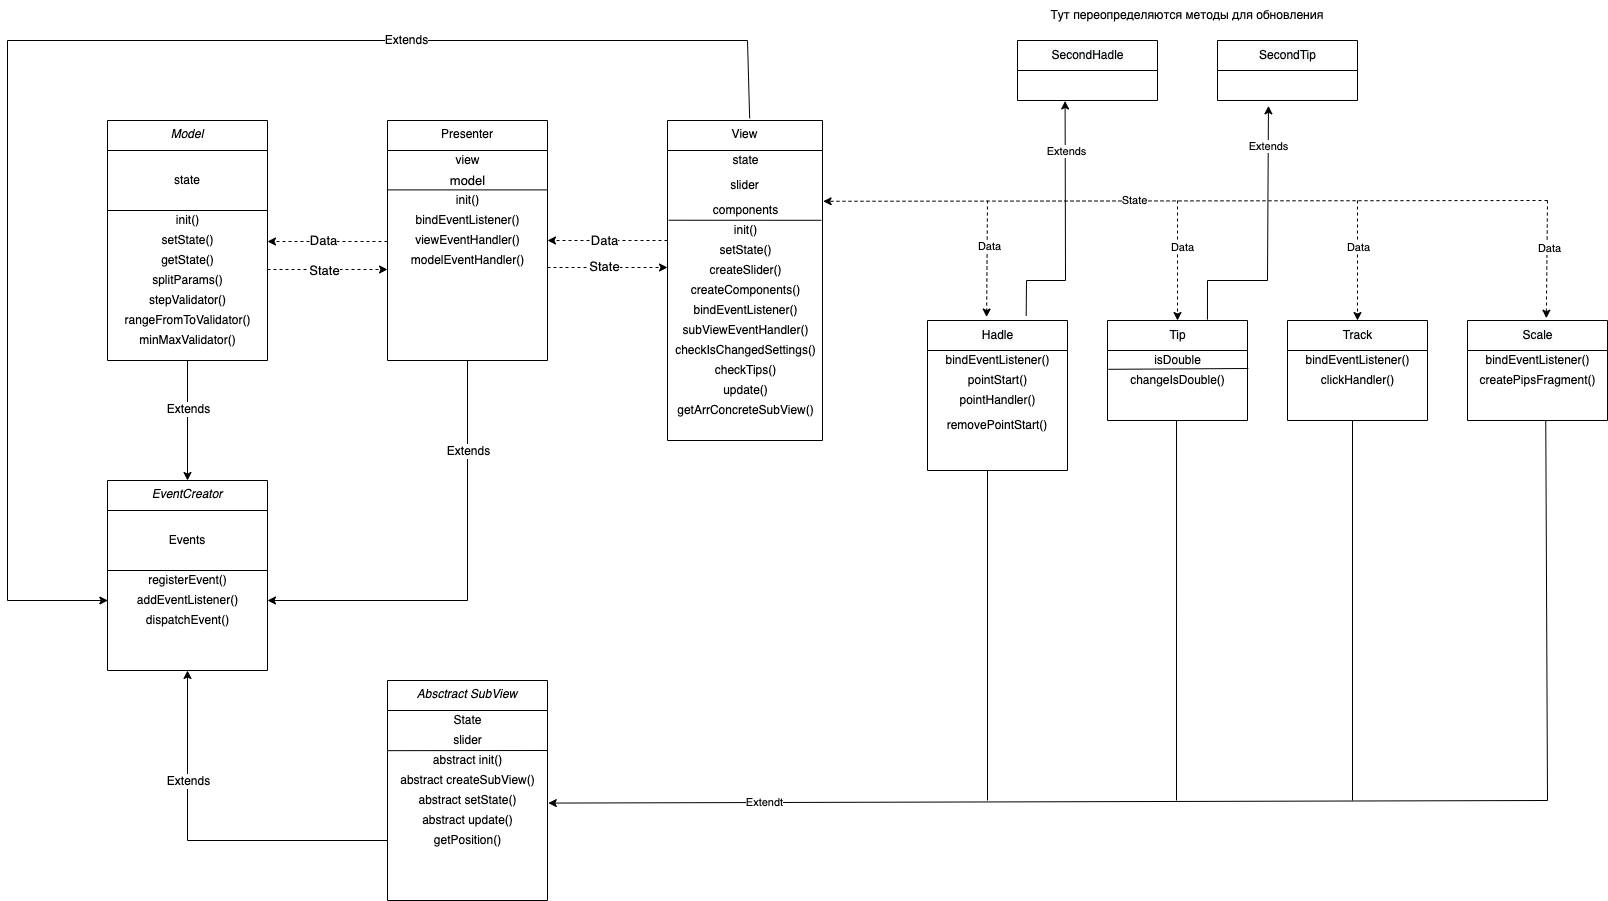 Тут переопределяются методы для обновления
Extends
SecondHadle
SecondTip
Extends
Extends
Model
state
init()
setState()
getState()
splitParams()
stepValidator()
rangeFromToValidator()
minMaxValidator()
Data
State
Presenter
view
model
init()
bindEventListener()
viewEventHandler()
modelEventHandler()
Data
State
View
state
slider
components
init()
setState()
createSlider()
createComponents()
bindEventListener()
subViewEventHandler()
checkIsChangedSettings()
checkTips()
update()
getArrConcreteSubView()
State
Data
Data
Data
Data
Hadle
bindEventListener()
pointStart()
pointHandler()
removePointStart()
Tip
isDouble
changeIsDouble()
Track
bindEventListener()
clickHandler()
Scale
bindEventListener()
createPipsFragment()
Extends
Extends
EventCreator
Events
registerEvent()
addEventListener()
dispatchEvent()
Extends
Absctract SubView
State
slider
abstract init()
abstract createSubView()
abstract setState()
abstract update()
getPosition()
Extendt